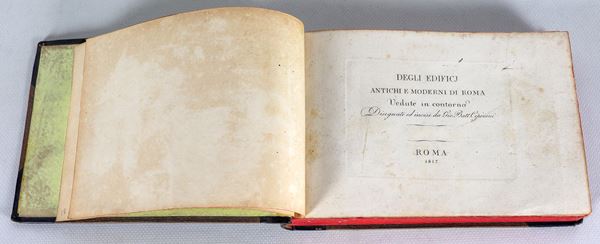 DEGLI EDIFICJ
ANTICHI E MODERNI DI ROMA
Vedute in contorno
Disegnate ed incise da Gio. Batt. Cipriani
ROMA
1817